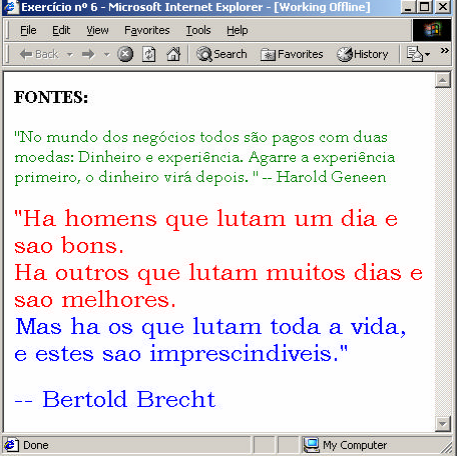 Exercício nº 6 - Microsoft Internet Explorer - [Working Offline]
File Edit View Favorites Tools Help
Back Search Favorites History
FONTES:
"No mundo dos negócios todos são pagos com duas
moedas: Dinheiro e experiência. Agarre a experiência
primeiro, o dinheiro virá depois. " -- Harold Geneen
"Ha homens que lutam um dia e
sao bons.
Ha outros que lutam muitos dias e
sao melhores.
Mas ha os que lutam toda a vida,
e estes sao imprescindiveis."
-- Bertold Brecht
Done My Computer